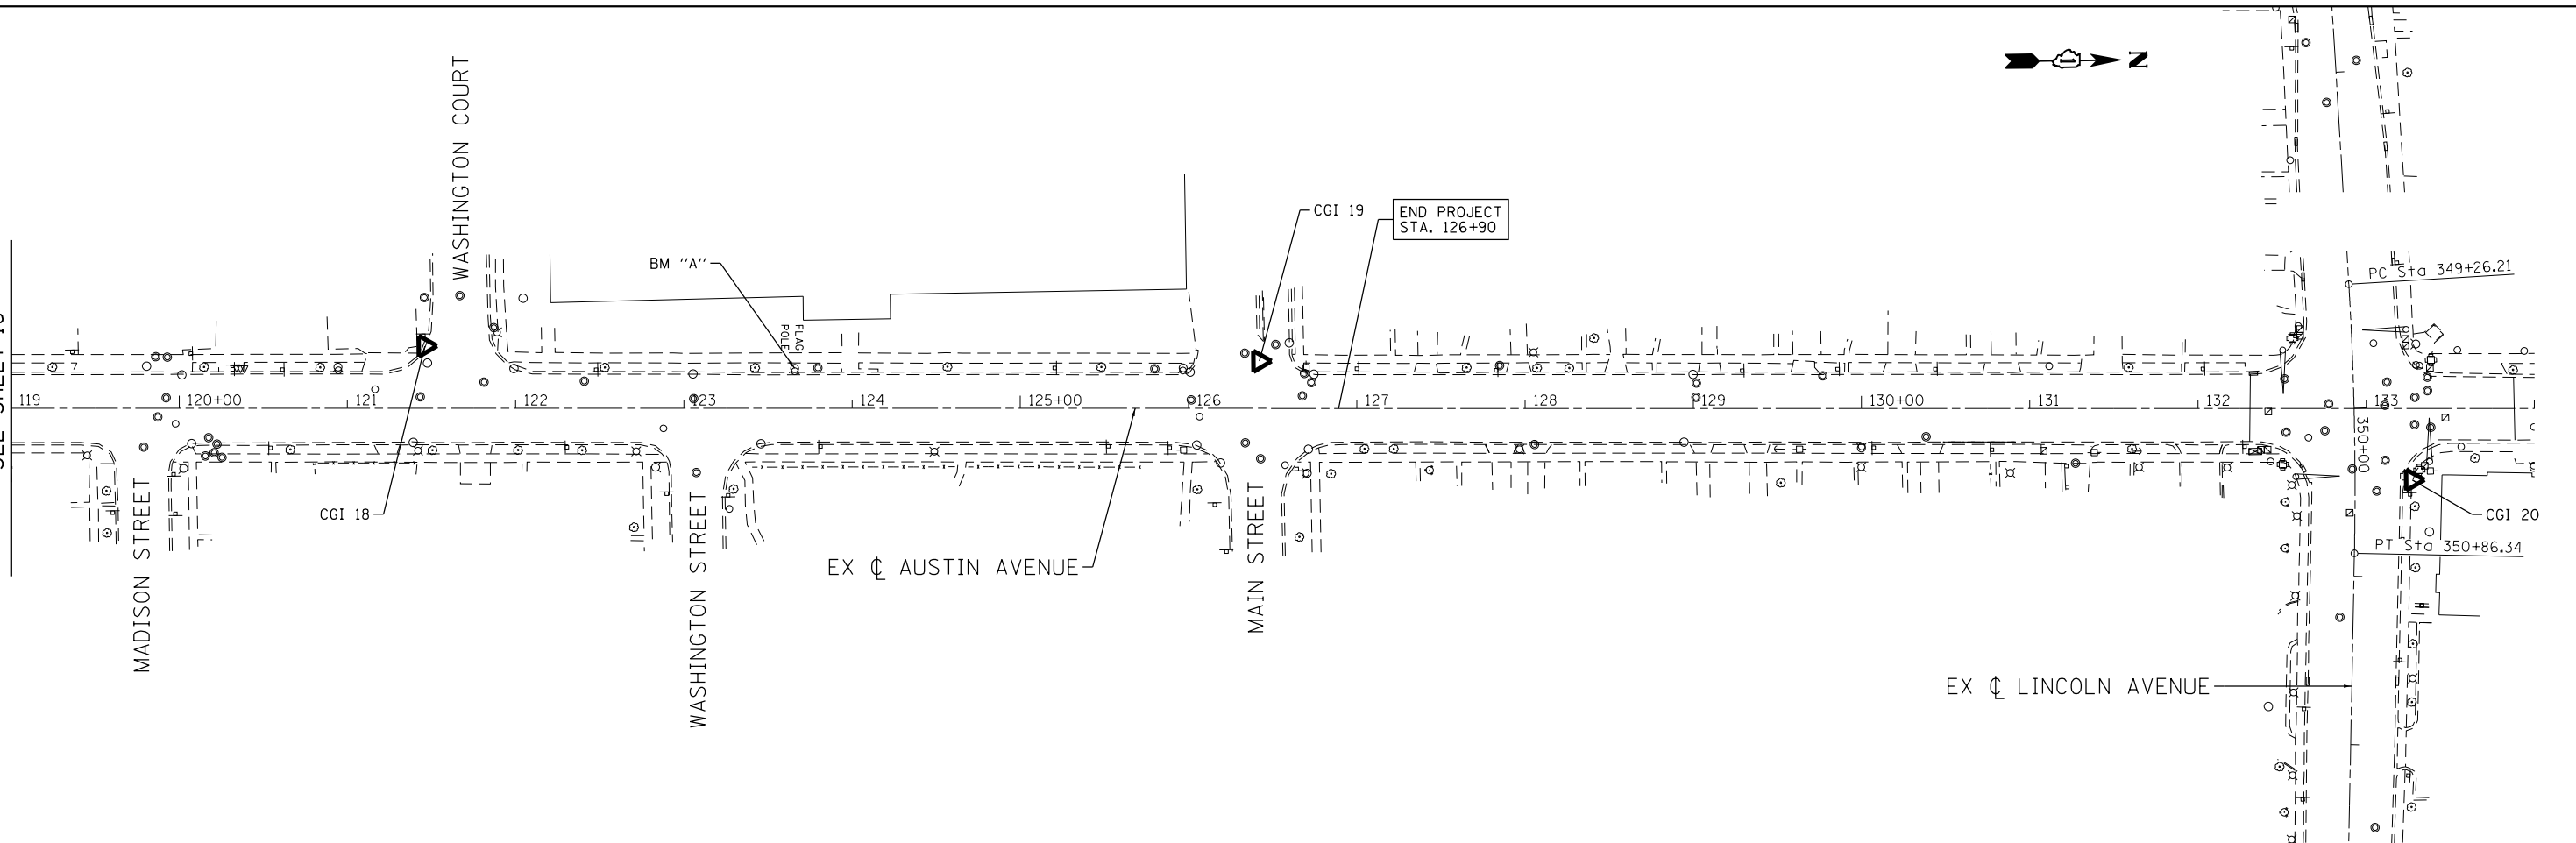 N
WASHINGTON COURT
CGI 19
END PROJECT
STA. 126+90
BM "A"
PC Sta 349+26.21
FLAG
POLE
119
120+00
121
122
123
124
125+00
126
127
128
129
130+00
131
132
133
350+00
CGI 18
MADISON STREET
WASHINGTON STREET
EX ℄ AUSTIN AVENUE
MAIN STREET
CGI 20
PT Sta 350+86.34
EX ℄ LINCOLN AVENUE